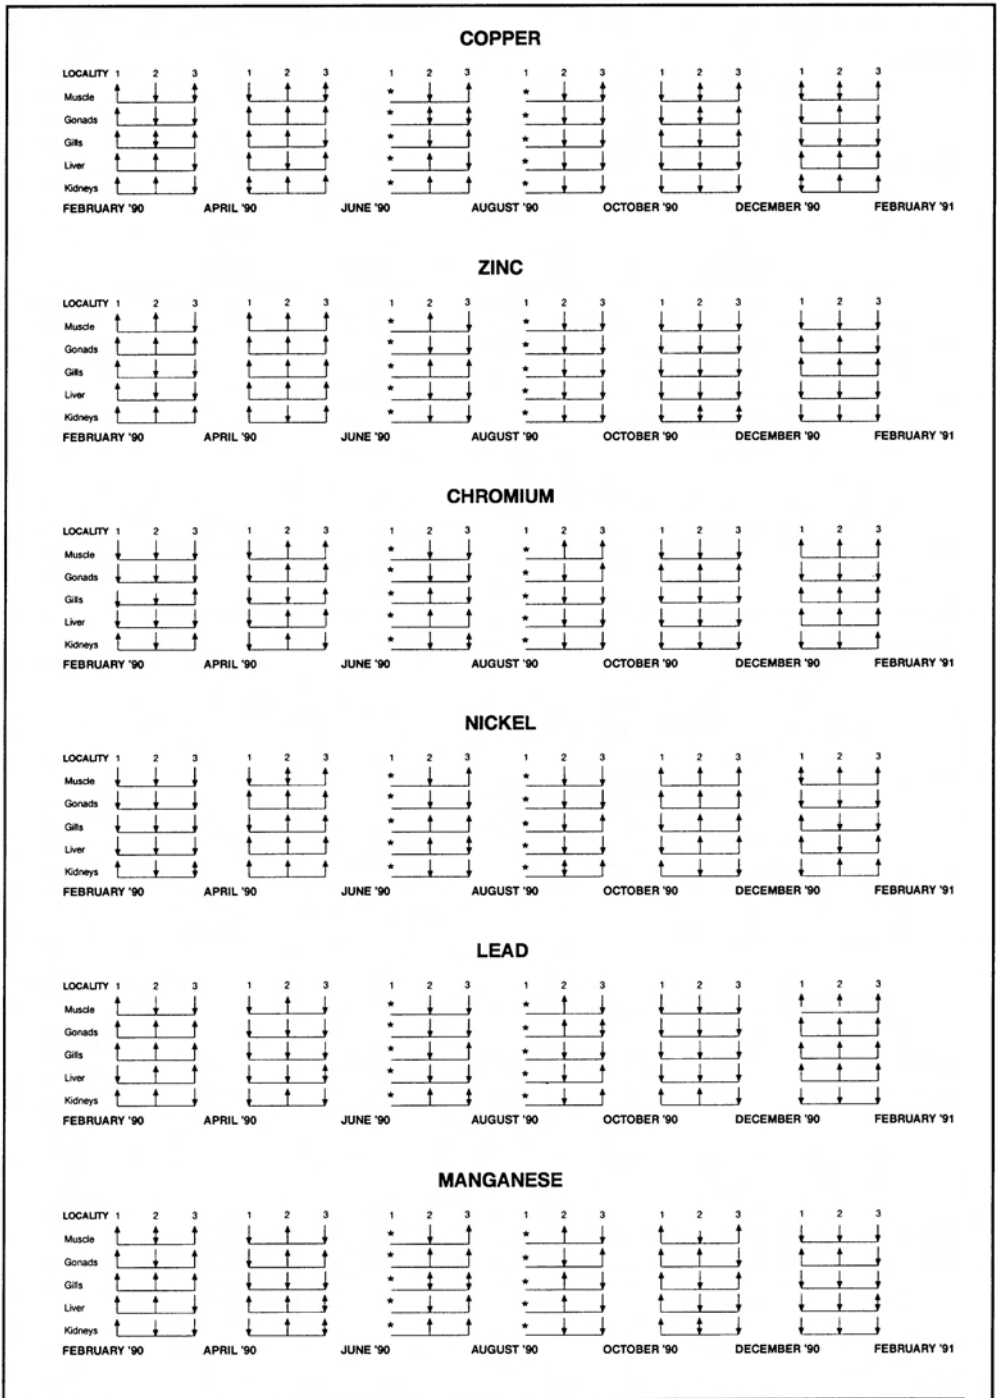 COPPER
LOCALITY 1 2 3 1 2 3 1 2 3 1 2 3 1 2 3 1 2 3
Muscle * *
Gonads * *
Gills * *
Liver * *
Kidneys * *
FEBRUARY '90 APRIL '90 JUNE '90 AUGUST '90 OCTOBER '90 DECEMBER '90 FEBRUARY '91
ZINC
LOCALITY 1 2 3 1 2 3 1 2 3 1 2 3 1 2 3 1 2 3
Muscle * *
Gonads * *
Gills * *
Liver * *
Kidneys * *
FEBRUARY '90 APRIL '90 JUNE '90 AUGUST '90 OCTOBER '90 DECEMBER '90 FEBRUARY '91
CHROMIUM
LOCALITY 1 2 3 1 2 3 1 2 3 1 2 3 1 2 3 1 2 3
Muscle * *
Gonads * *
Gills * *
Liver * *
Kidneys * *
FEBRUARY '90 APRIL '90 JUNE '90 AUGUST '90 OCTOBER '90 DECEMBER '90 FEBRUARY '91
NICKEL
LOCALITY 1 2 3 1 2 3 1 2 3 1 2 3 1 2 3 1 2 3
Muscle * *
Gonads * *
Gills * *
Liver * *
Kidneys * *
FEBRUARY '90 APRIL '90 JUNE '90 AUGUST '90 OCTOBER '90 DECEMBER '90 FEBRUARY '91
LEAD
LOCALITY 1 2 3 1 2 3 1 2 3 1 2 3 1 2 3 1 2 3
Muscle * *
Gonads * *
Gills * *
Liver * *
Kidneys * *
FEBRUARY '90 APRIL '90 JUNE '90 AUGUST '90 OCTOBER '90 DECEMBER '90 FEBRUARY '91
MANGANESE
LOCALITY 1 2 3 1 2 3 1 2 3 1 2 3 1 2 3 1 2 3
Muscle * *
Gonads * *
Gills * *
Liver * *
Kidneys * *
FEBRUARY '90 APRIL '90 JUNE '90 AUGUST '90 OCTOBER '90 DECEMBER '90 FEBRUARY '91